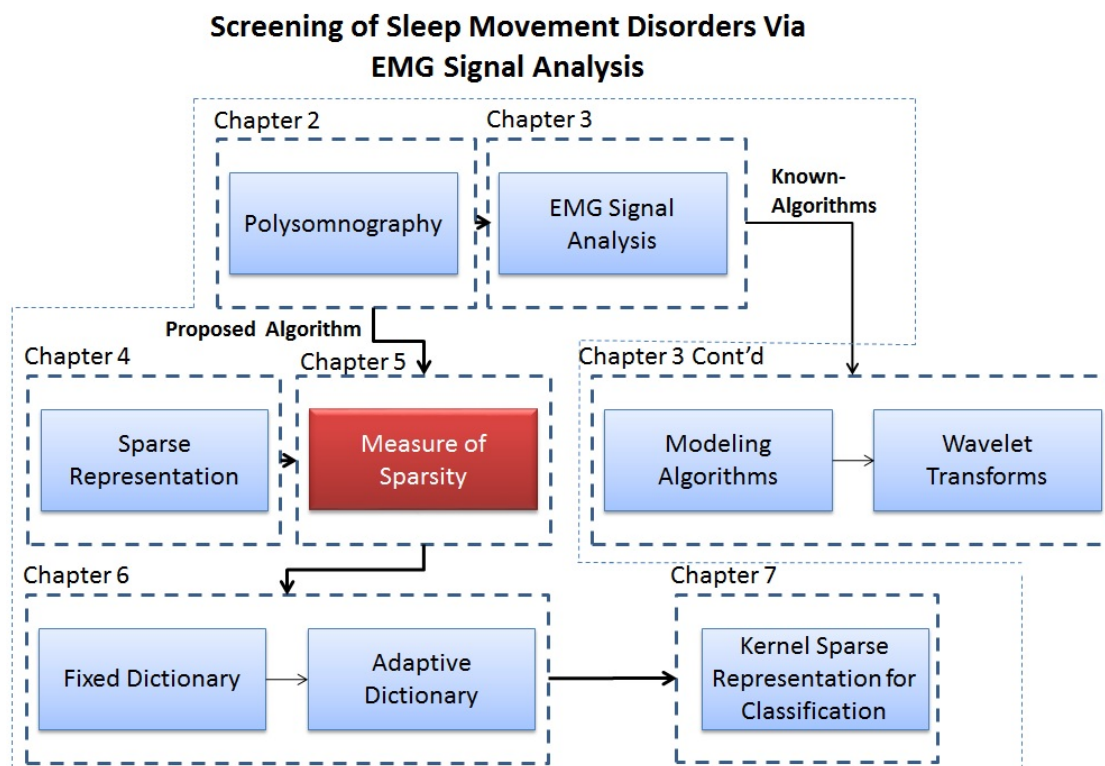 Screening of Sleep Movement Disorders Via
EMG Signal Analysis
Chapter 2
Chapter 3
Polysomnography
EMG Signal
Analysis
Known-
Algorithms
Proposed Algorithm
Chapter 4
Chapter 5
Chapter 3 Cont’d
Sparse
Representation
Measure of
Sparsity
Modeling
Algorithms
Wavelet
Transforms
Chapter 6
Chapter 7
Fixed Dictionary
Adaptive
Dictionary
Kernel Sparse
Representation for
Classification